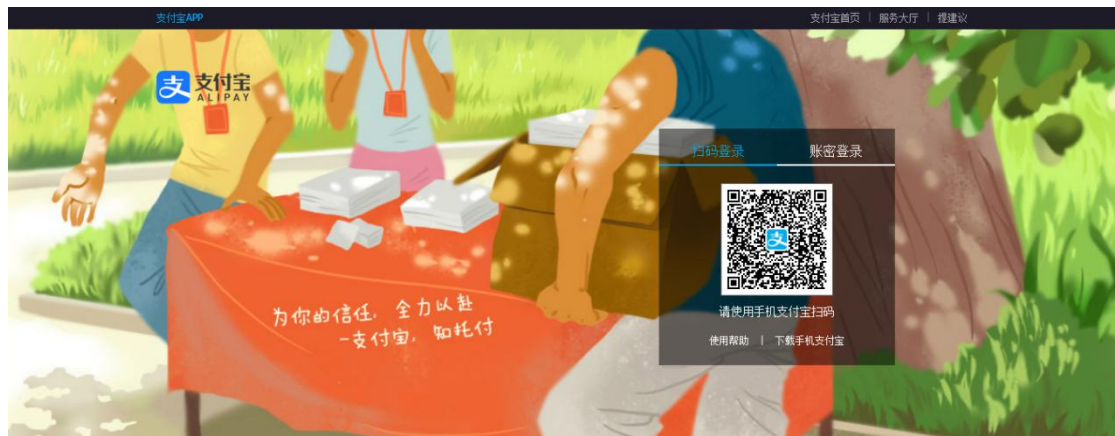 支付宝APP
支付宝首页 | 服务大厅 | 提建议
支 支付宝
ALIPAY
扫码登录 账密登录
支
请使用手机支付宝扫码
使用帮助 | 下载手机支付宝
为你的信任，全力以赴
-支付宝，知托付